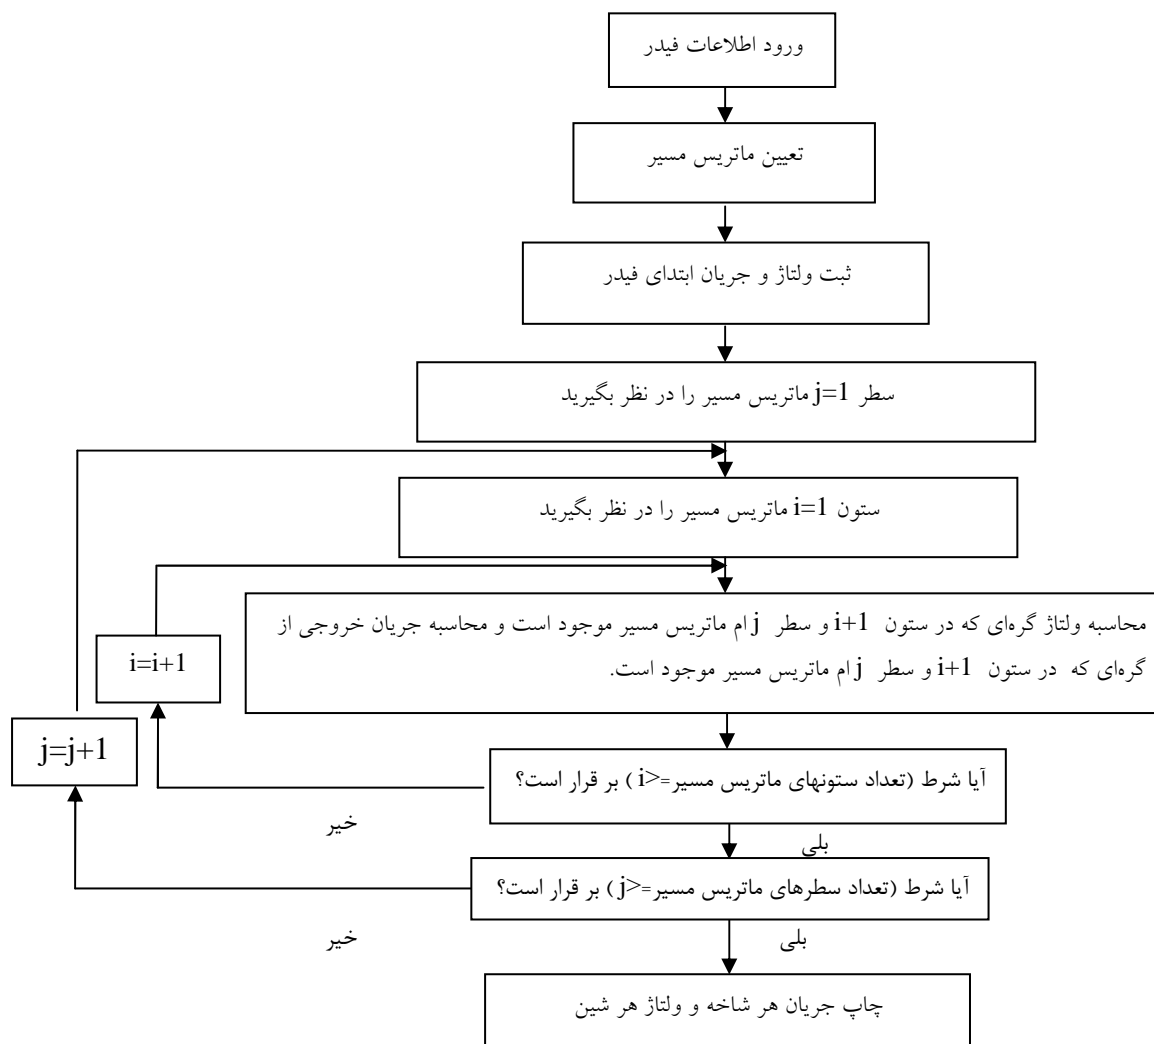 ورود اطلاعات فیدر
تعیین ماتریس مسیر
ثبت ولتاژ و جریان ابتدای فیدر
سطر j=1 ماتریس مسیر را در نظر بگیرید
ستون i=1 ماتریس مسیر را در نظر بگیرید
محاسبه ولتاژ گره‌ای که در ستون i+1 و سطر j ام ماتریس مسیر موجود است و محاسبه جریان خروجی از
گره‌ای که در ستون i+1 و سطر j ام ماتریس مسیر موجود است.
i=i+1
j=j+1
آیا شرط (تعداد ستونهای ماتریس مسیر=<i) بر قرار است؟
خیر
بلی
آیا شرط (تعداد سطرهای ماتریس مسیر=<j) بر قرار است؟
خیر
بلی
چاپ جریان هر شاخه و ولتاژ هر شین